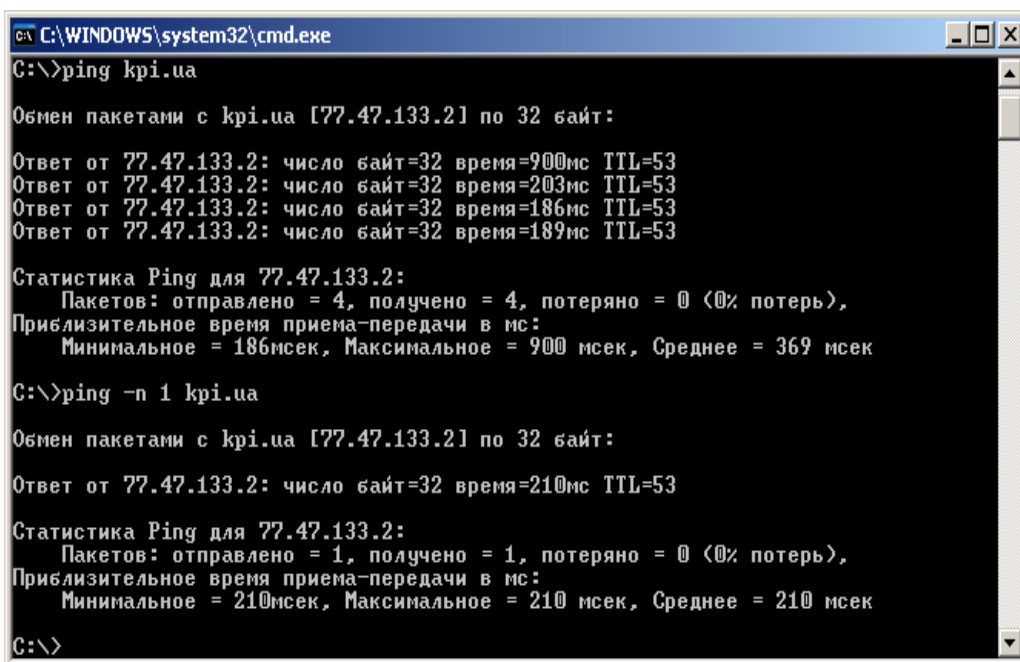 C:\WINDOWS\system32\cmd.exe
C:\>ping kpi.ua
Обмен пакетами с kpi.ua [77.47.133.2] по 32 байт:
Ответ от 77.47.133.2: число байт=32 время=900мс TTL=53
Ответ от 77.47.133.2: число байт=32 время=203мс TTL=53
Ответ от 77.47.133.2: число байт=32 время=186мс TTL=53
Ответ от 77.47.133.2: число байт=32 время=189мс TTL=53
Статистика Ping для 77.47.133.2:
Пакетов: отправлено = 4, получено = 4, потеряно = 0 (0% потерь),
Приблизительное время приема-передачи в мс:
Минимальное = 186мсек, Максимальное = 900 мсек, Среднее = 369 мсек
C:\>ping -n 1 kpi.ua
Обмен пакетами с kpi.ua [77.47.133.2] по 32 байт:
Ответ от 77.47.133.2: число байт=32 время=210мс TTL=53
Статистика Ping для 77.47.133.2:
Пакетов: отправлено = 1, получено = 1, потеряно = 0 (0% потерь),
Приблизительное время приема-передачи в мс:
Минимальное = 210мсек, Максимальное = 210 мсек, Среднее = 210 мсек
C:\>